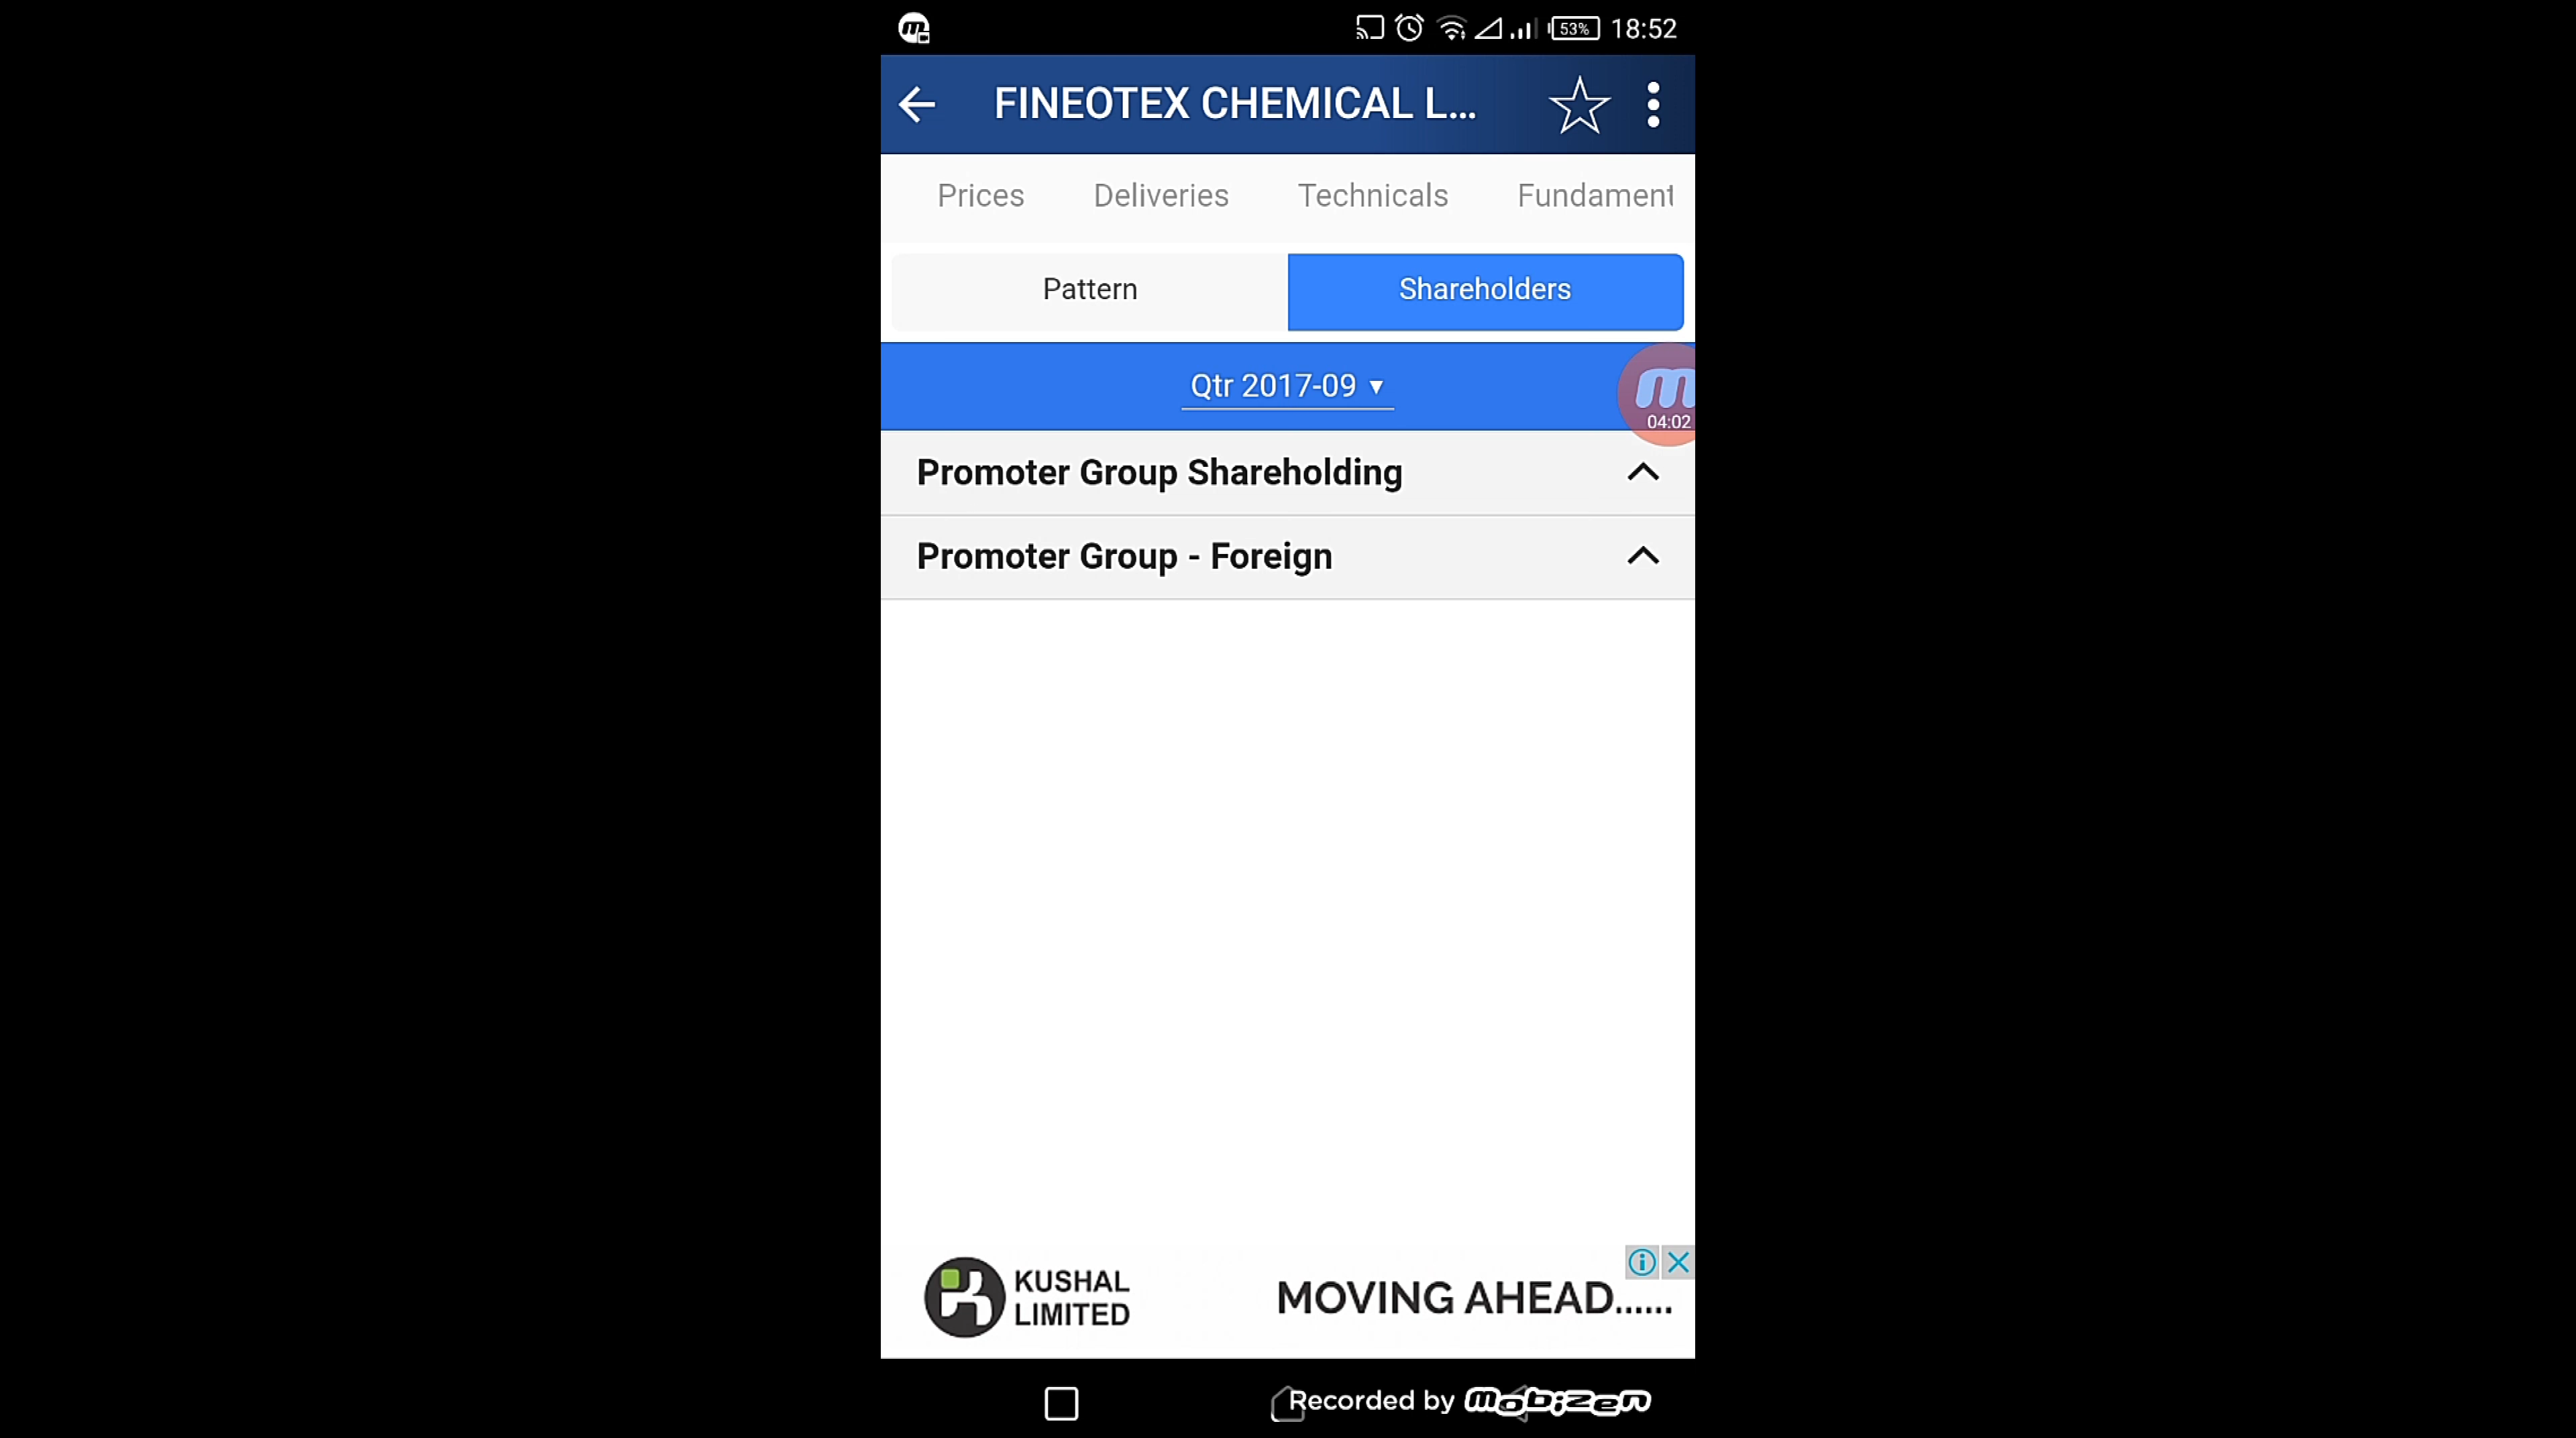 53% 18:52
FINEOTEX CHEMICAL L...
Prices Deliveries Technicals Fundament
Pattern Shareholders
Qtr 2017-09 ▼
m
04:02
Promoter Group Shareholding
Promoter Group - Foreign
KUSHAL
LIMITED
MOVING AHEAD......
Recorded by mobizen